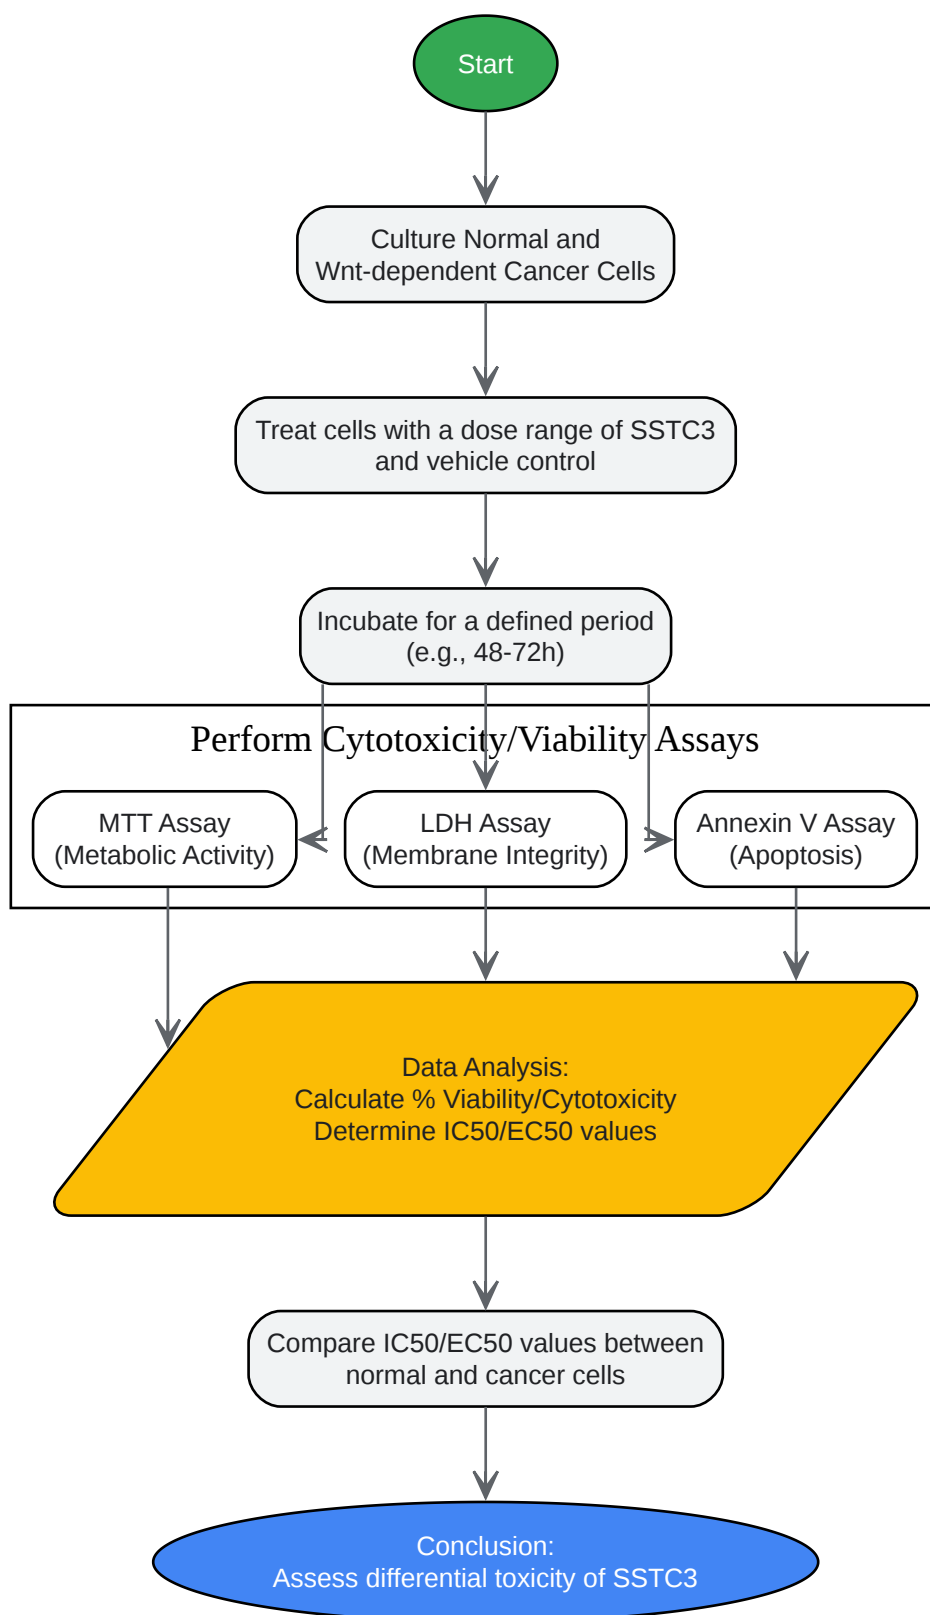 Start
Culture Normal and
Wnt-dependent Cancer Cells
Treat cells with a dose range of SSTC3
and vehicle control
Incubate for a defined period
(e.g., 48-72h)
Perform Cytotoxicity/Viability Assays
MTT Assay
(Metabolic Activity)
LDH Assay
(Membrane Integrity)
Annexin V Assay
(Apoptosis)
Data Analysis:
Calculate % Viability/Cytotoxicity
Determine IC50/EC50 values
Compare IC50/EC50 values between
normal and cancer cells
Conclusion:
Assess differential toxicity of SSTC3